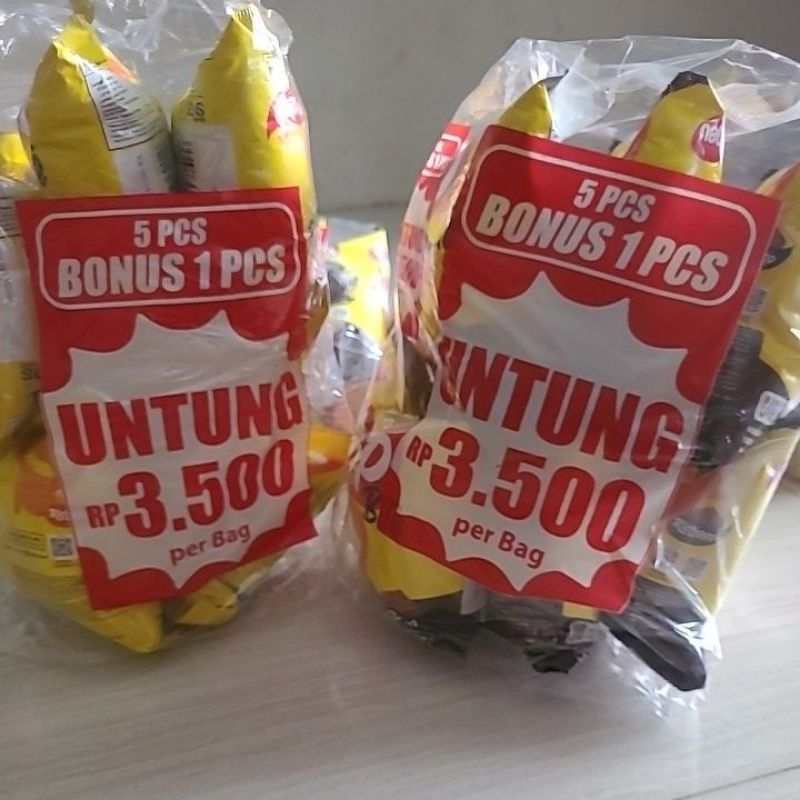 5 PCS
BONUS 1 PCS
UNTUNG
RP 3.500
per Bag
5 PCS
BONUS 1 PCS
UNTUNG
RP 3.500
per Bag